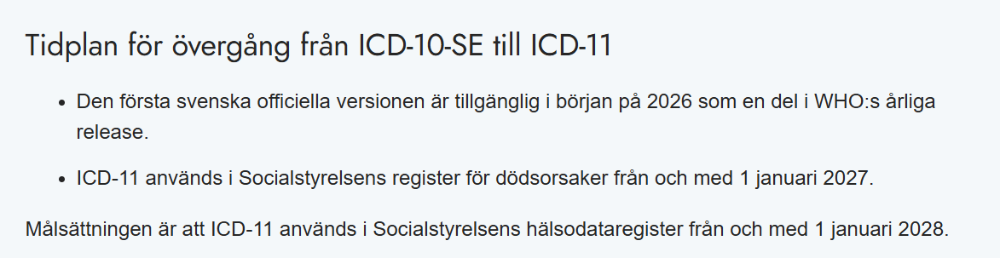 Tidplan för övergång från ICD-10-SE till ICD-11
• Den första svenska officiella versionen är tillgänglig i början på 2026 som en del i WHO:s årliga
release.
• ICD-11 används i Socialstyrelsens register för dödsorsaker från och med 1 januari 2027.
Målsättningen är att ICD-11 används i Socialstyrelsens hälsodataregister från och med 1 januari 2028.